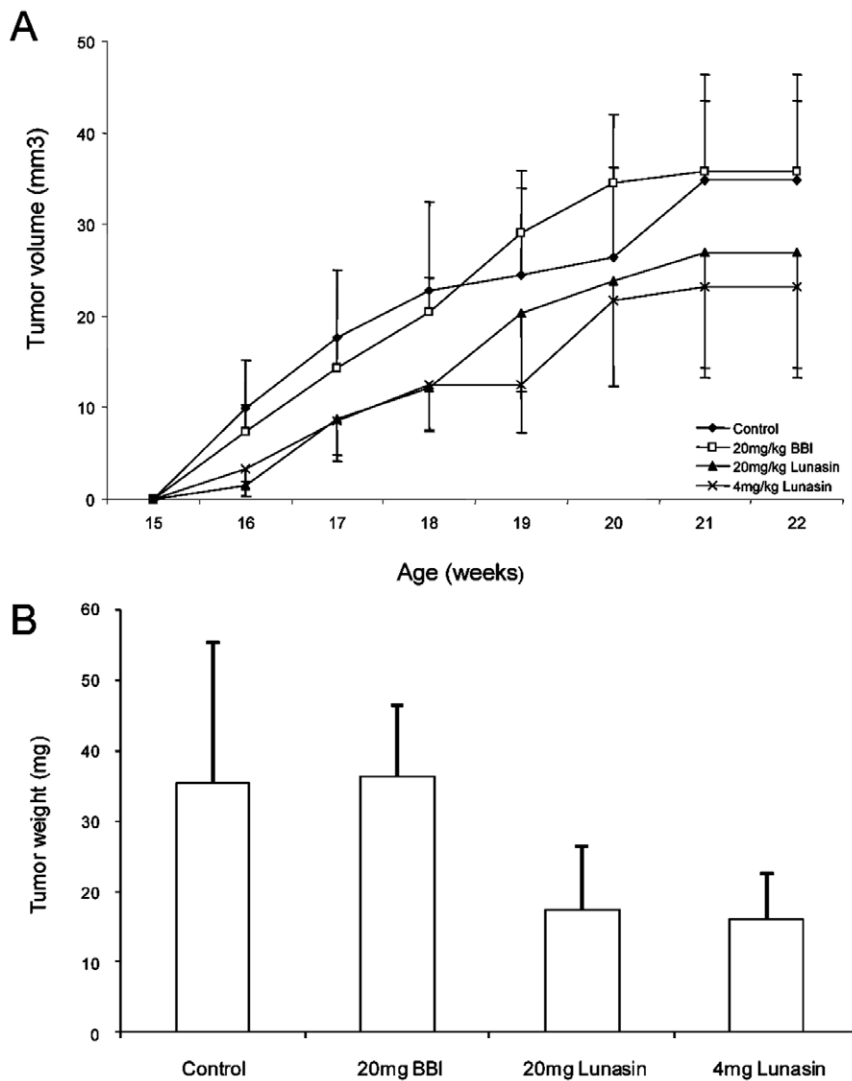 A
50
40
30
20
10
0
Tumor volume (mm3)
Control
20mg/kg BBI
20mg/kg Lunasin
4mg/kg Lunasin
15 16 17 18 19 20 21 22
Age (weeks)
B
60
50
40
30
20
10
0
Tumor weight (mg)
Control 20mg BBI 20mg Lunasin 4mg Lunasin